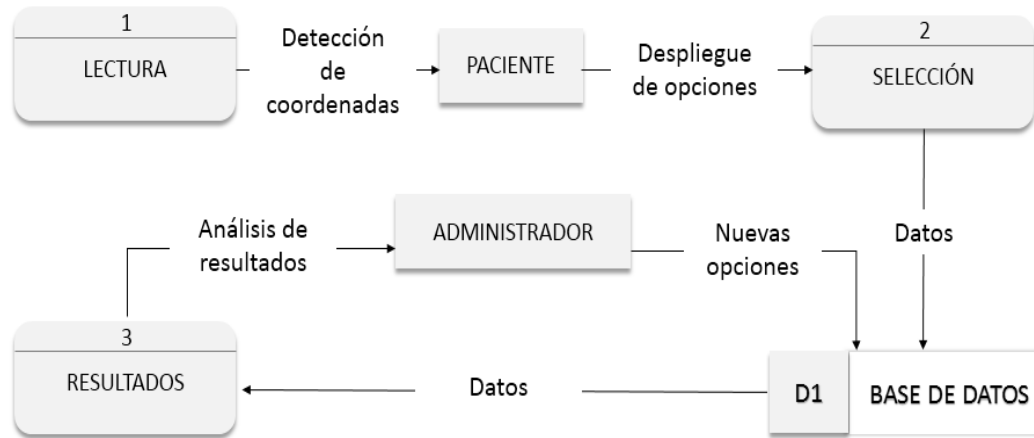 1
LECTURA
Detección
de
coordenadas
PACIENTE
Despliegue
de opciones
2
SELECCIÓN
Análisis de
resultados
ADMINISTRADOR
Nuevas
opciones
Datos
3
RESULTADOS
Datos
D1
BASE DE DATOS